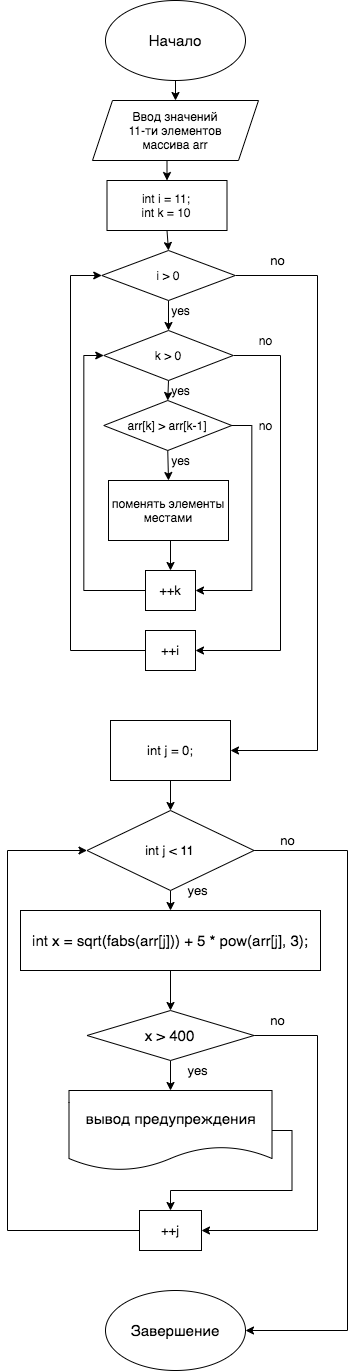 Начало
Ввод значений
11-ти элементов
массива arr
int i = 11;
int k = 10
i > 0
no
yes
k > 0
no
yes
arr[k] > arr[k-1]
no
yes
поменять элементы
местами
++k
++i
int j = 0;
int j < 11
no
yes
int x = sqrt(fabs(arr[j])) + 5 * pow(arr[j], 3);
x > 400
no
yes
вывод предупреждения
++j
Завершение